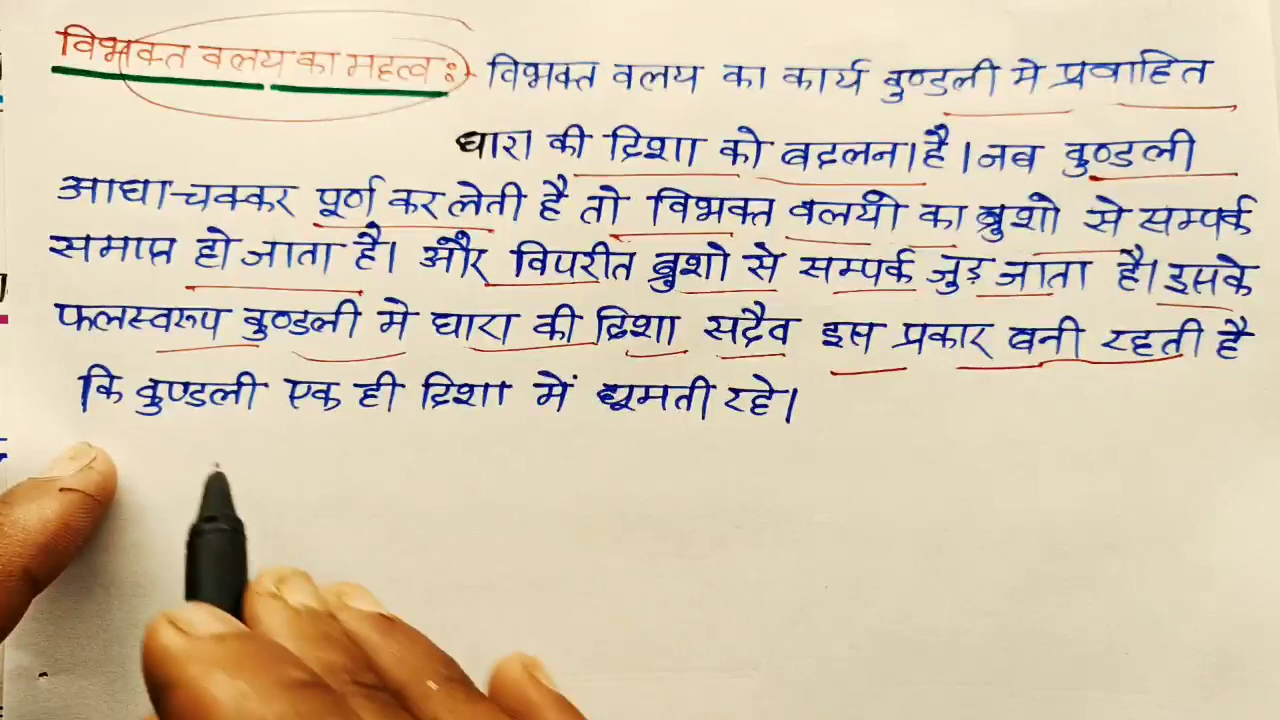 विभक्त वलय का महत्व :- विभक्त वलय का कार्य कुण्डली मे प्रवाहित
धारा की दिशा को बदलना है। जब कुण्डली
आधा-चक्कर पूर्ण कर लेती है तो विभक्त वलयो का ब्रुशो से सम्पर्क
समाप्त हो जाता है। और विपरीत ब्रुशो से सम्पर्क जुड़ जाता है। इसके
फलस्वरूप कुण्डली मे धारा की दिशा सदैव इस प्रकार बनी रहती है
कि कुण्डली एक ही दिशा में घूमती रहे।